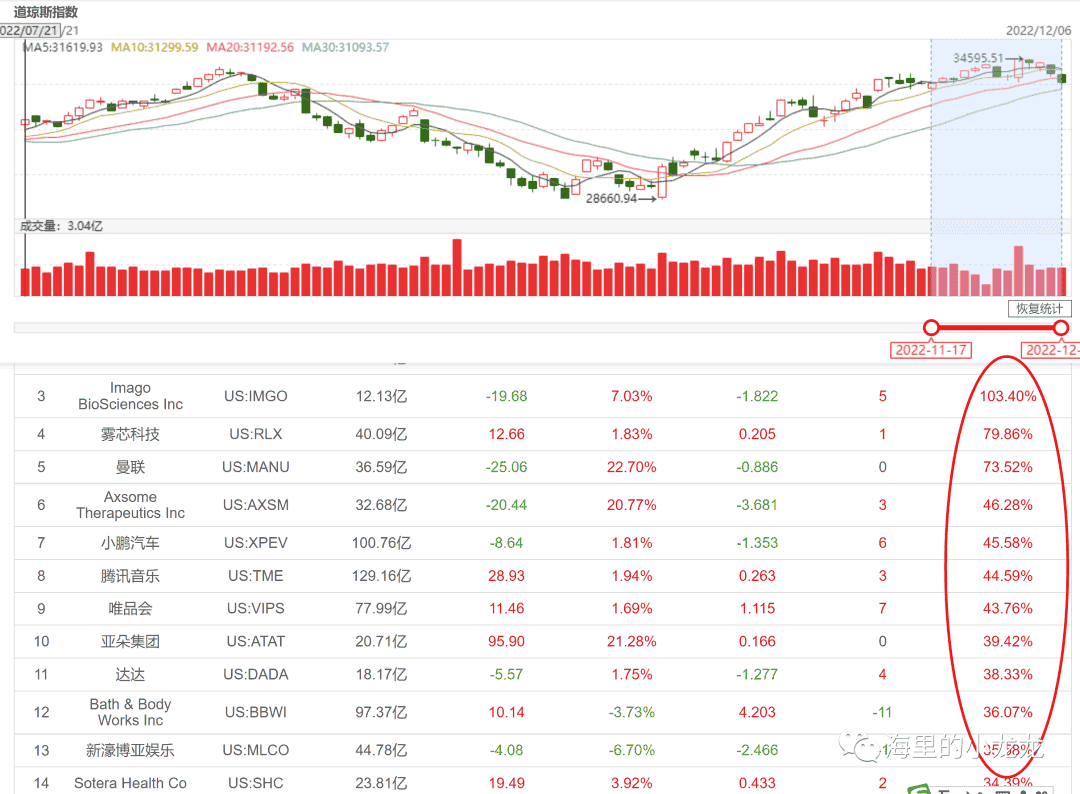 道琼斯指数
022/07/21/21
2022/12/06
MA5:31619.93 MA10:31299.59 MA20:31192.56 MA30:31093.57
34595.51
28660.94
成交量: 3.04亿
恢复统计
2022-11-17 2022-12-
3 Imago BioSciences Inc US:IMGO 12.13亿 -19.68 7.03% -1.822 5 103.40%
4 雾芯科技 US:RLX 40.09亿 12.66 1.83% 0.205 1 79.86%
5 曼联 US:MANU 36.59亿 -25.06 22.70% -0.886 0 73.52%
6 Axsome Therapeutics Inc US:AXSM 32.68亿 -20.44 20.77% -3.681 3 46.28%
7 小鹏汽车 US:XPEV 100.76亿 -8.64 1.81% -1.353 6 45.58%
8 腾讯音乐 US:TME 129.16亿 28.93 1.94% 0.263 3 44.59%
9 唯品会 US:VIPS 77.99亿 11.46 1.69% 1.115 7 43.76%
10 亚朵集团 US:ATAT 20.71亿 95.90 21.28% 0.166 0 39.42%
11 达达 US:DADA 18.17亿 -5.57 1.75% -1.277 4 38.33%
12 Bath & Body Works Inc US:BBWI 97.37亿 10.14 -3.73% 4.203 -11 36.07%
13 新濠博亚娱乐 US:MLCO 44.78亿 -4.08 -6.70% -2.466
海里的小龙龙
14 Sotera Health Co US:SHC 23.81亿 19.49 3.92% 0.433 2 34.39%